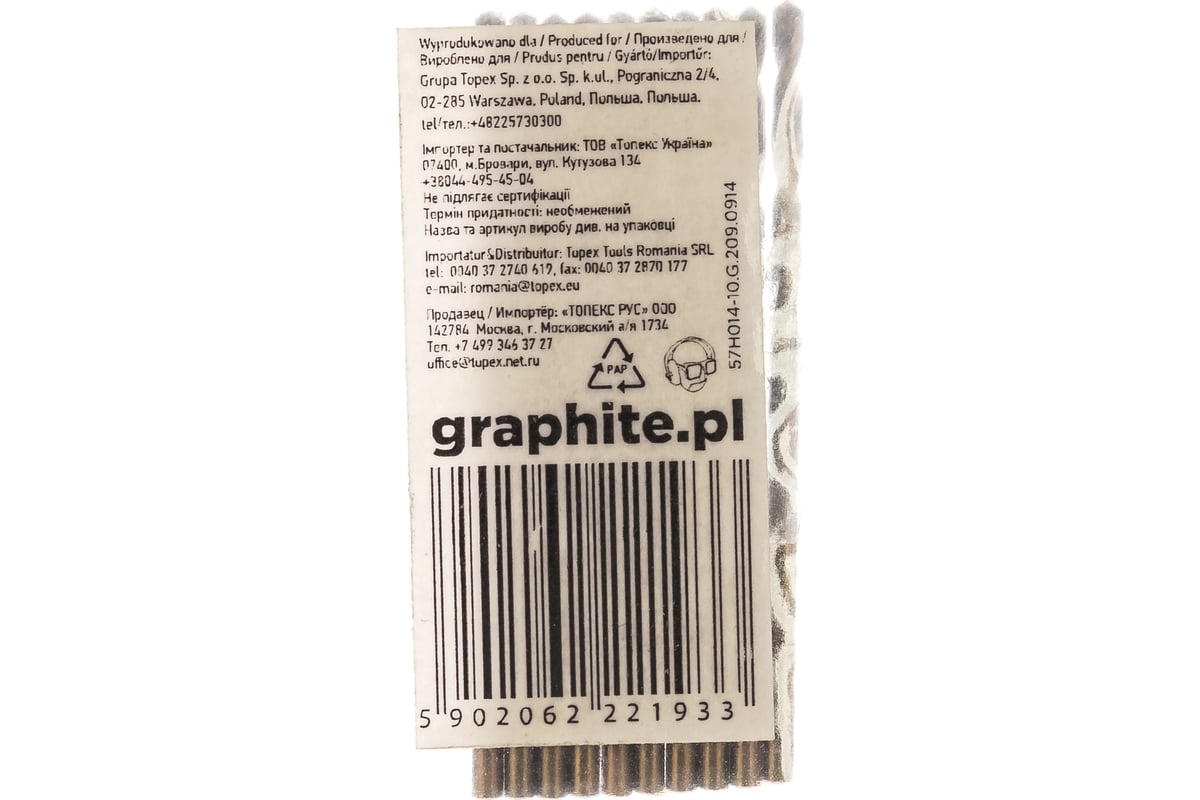 Wyprodukowano dla / Produced for / Произведено для /
Вироблено для / Produs pentru / Gyártó/Importőr:
Grupa Topex Sp. z o.o. Sp. k.ul., Pograniczna 2/4,
02-285 Warszawa, Poland, Польша, Польша.
tel/тел.:+48225730300
Імпортер та постачальник: ТОВ «Топекс Україна»
07400, м.Бровари, вул. Кутузова 134
+38044-495-45-04
Не підлягає сертифікації
Термін придатності: необмежений
Назва та артикул виробу див. на упаковці
Importator&Distribuitor: Topex Tools Romania SRL
tel: 0040 37 2740 619, fax: 0040 37 2870 177
e-mail: romania@topex.eu
Продавец / Импортёр: «ТОПЕКС РУС» ООО
142784 Москва, г. Московский а/я 1734
Тел. +7 499 346 37 27
office@topex.net.ru
PAP
57H014-10.G.209.0914
graphite.pl
5 902062 221933